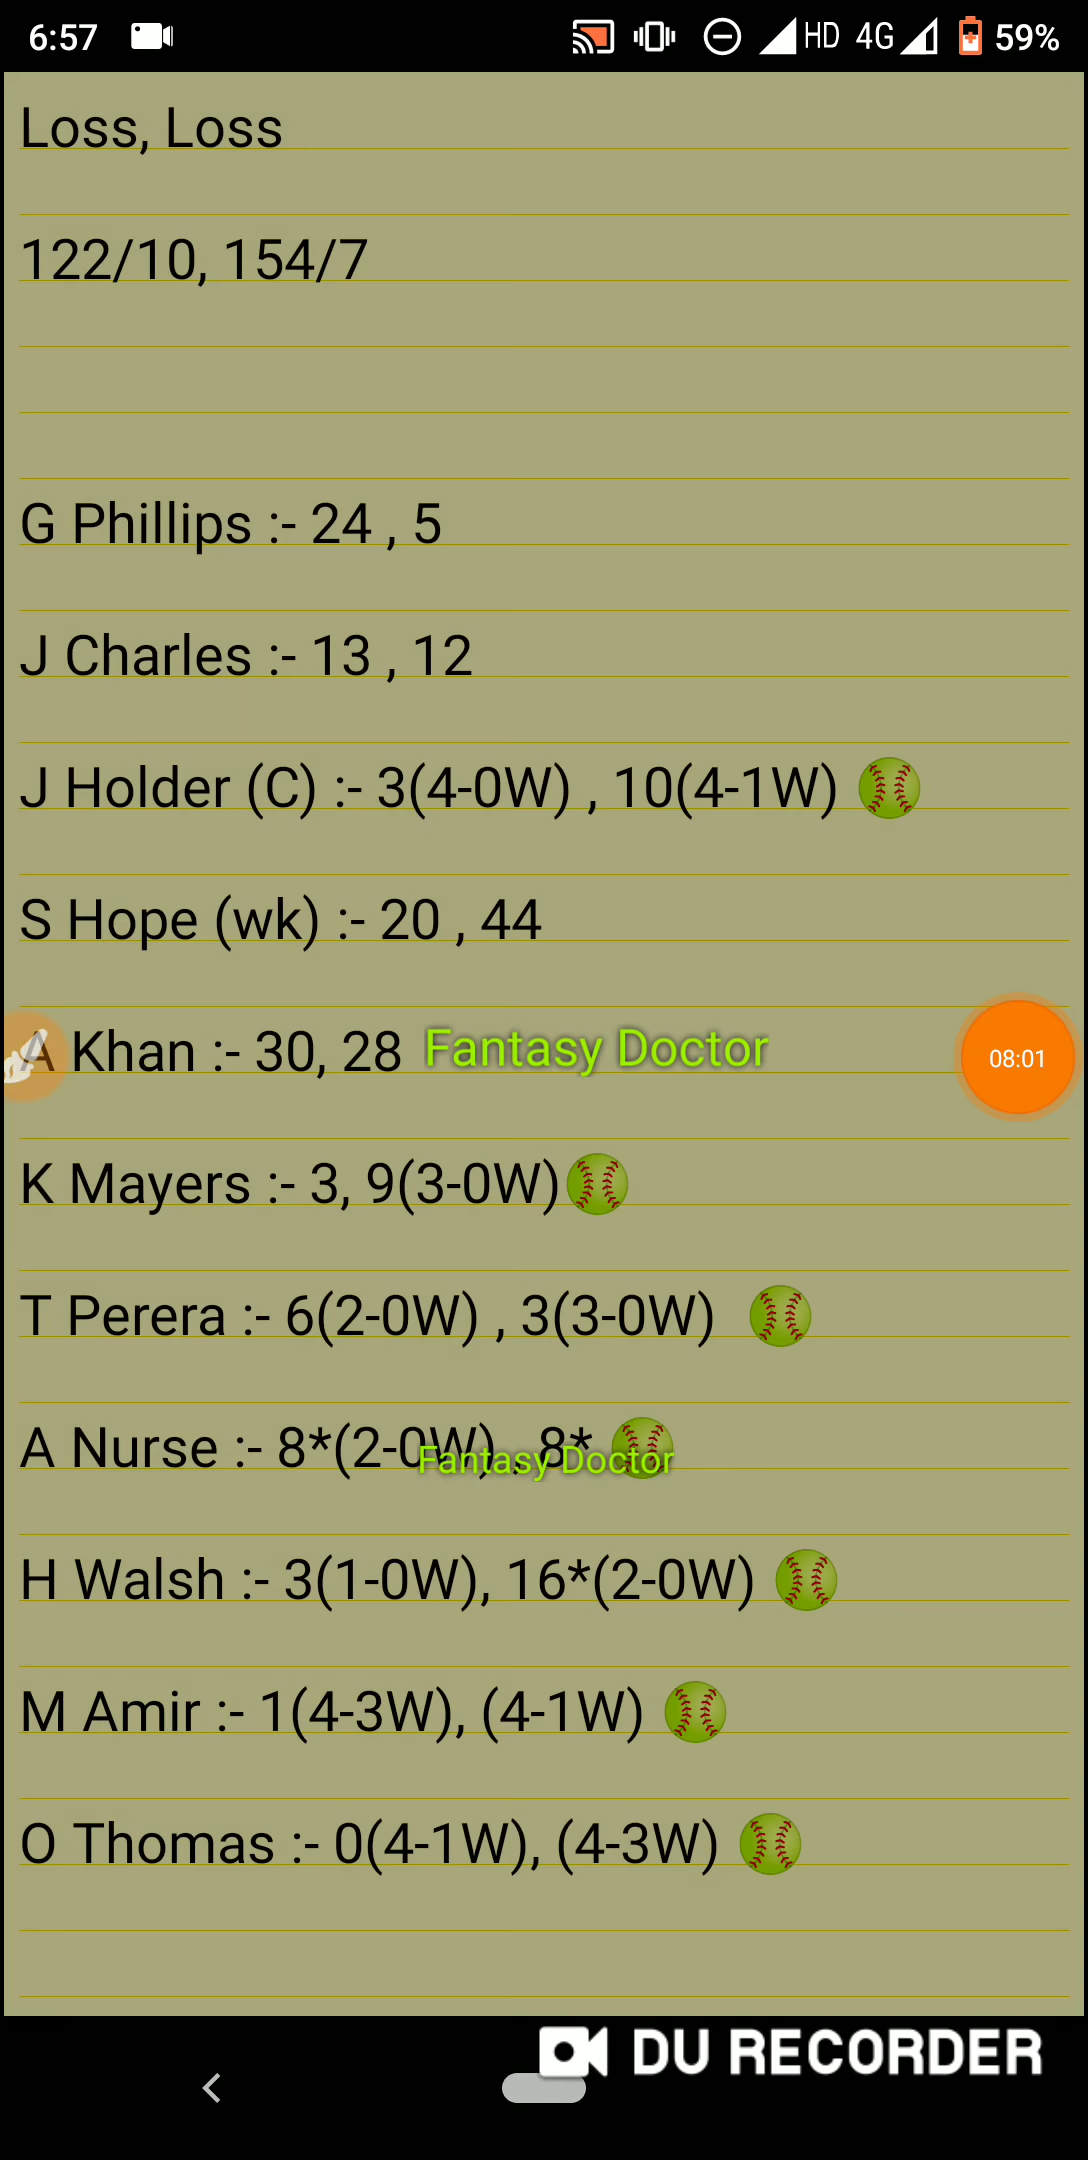 6:57 HD 4G 59%
Loss, Loss
122/10, 154/7
G Phillips :- 24 , 5
J Charles :- 13 , 12
J Holder (C) :- 3(4-0W) , 10(4-1W)
S Hope (wk) :- 20 , 44
A Khan :- 30, 28 Fantasy Doctor
08:01
K Mayers :- 3, 9(3-0W)
T Perera :- 6(2-0W) , 3(3-0W)
A Nurse :- 8*(2-0W) , 8*
Fantasy Doctor
H Walsh :- 3(1-0W), 16*(2-0W)
M Amir :- 1(4-3W), (4-1W)
O Thomas :- 0(4-1W), (4-3W)
DU RECORDER